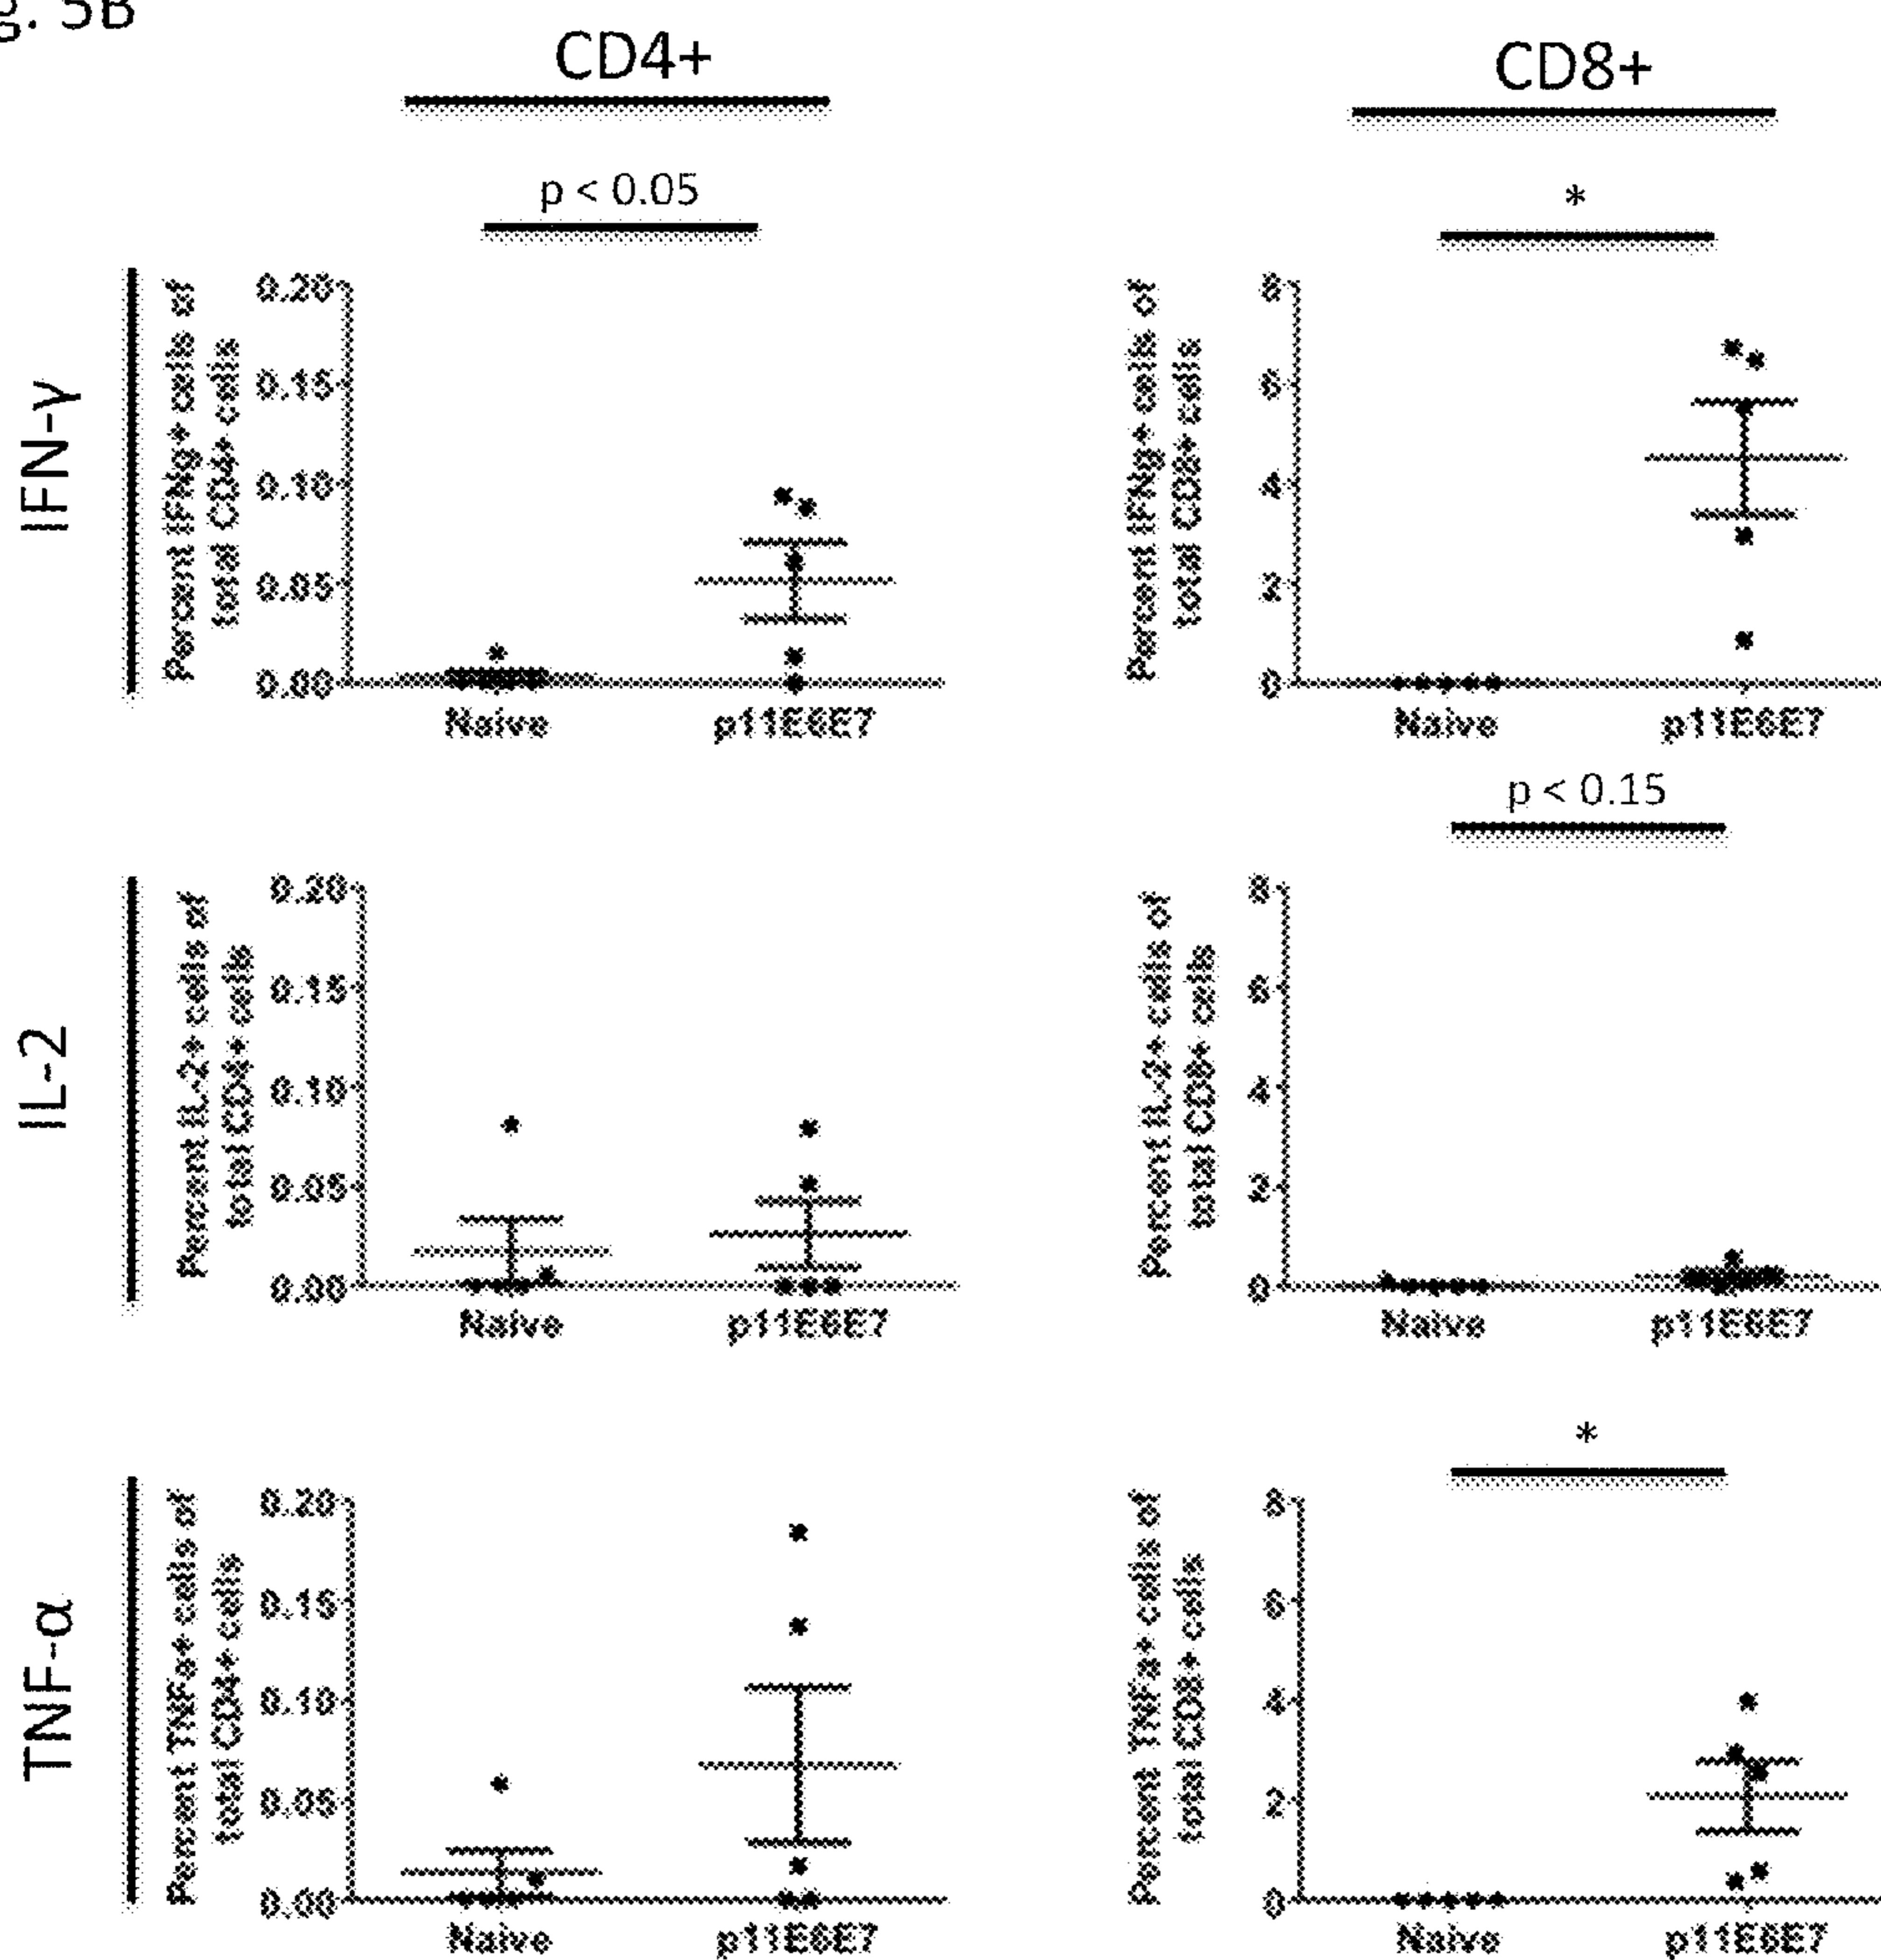 g. 5B
CD4+
CD8+
p < 0.05
*
IFN-γ
Percent IFNg+ cells of
total CD4+ cells
0.20
0.15
0.10
0.05
0.00
Naive
p11E6E7
Percent IFNg+ cells of
total CD8+ cells
8
6
4
2
0
Naive
p11E6E7
p < 0.15
IL-2
Percent IL-2+ cells of
total CD4+ cells
0.20
0.15
0.10
0.05
0.00
Naive
p11E6E7
Percent IL-2+ cells of
total CD8+ cells
8
6
4
2
0
Naive
p11E6E7
*
TNF-α
Percent TNFa+ cells of
total CD4+ cells
0.20
0.15
0.10
0.05
0.00
Naive
p11E6E7
Percent TNFa+ cells of
total CD8+ cells
8
6
4
2
0
Naive
p11E6E7